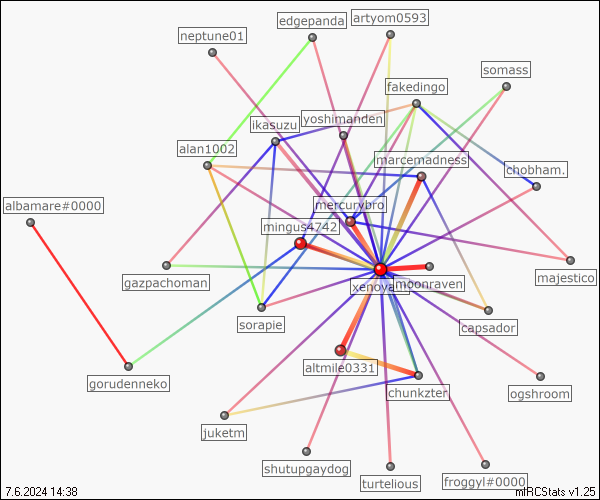 artyom0593
edgepanda
neptune01
somass
fakedingo
yoshimanden
ikasuzu
alan1002
marcemadness
chobham.
albamare#0000
mercurybro
mingus4742
majestico
gazpachoman
moonraven
sorapie
capsador
altmile0331
gorudenneko
chunkzter
ogshroom
juketm
shutupgaydog
turtelious
froggyl#0000
7.6.2024 14:38
mIRCStats v1.25